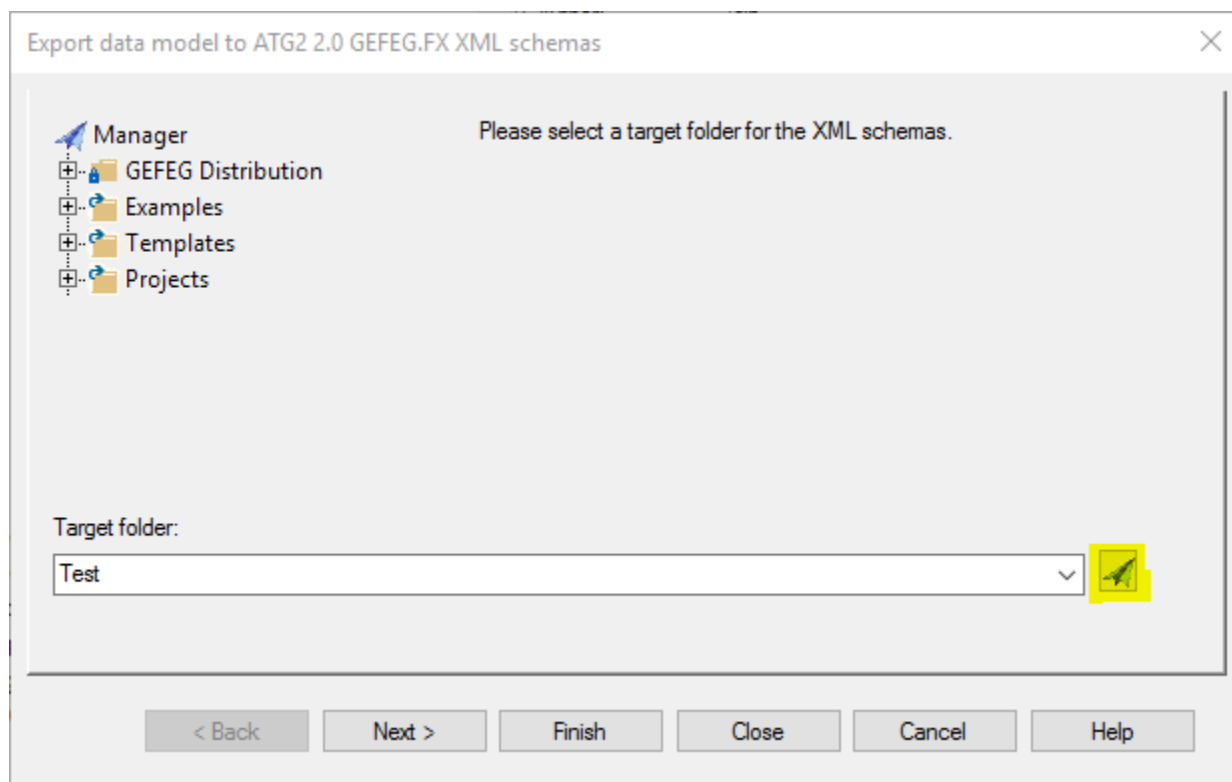 Export data model to ATG2 2.0 GEFEG.FX XML schemas
Manager
Please select a target folder for the XML schemas.
GEFEG Distribution
Examples
Templates
Projects
Target folder:
Test
< Back
Next >
Finish
Close
Cancel
Help